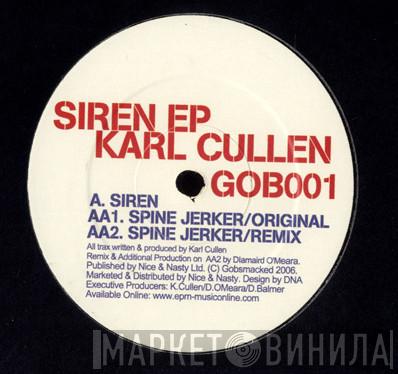 SIREN EP
KARL CULLEN
GOB001
A. SIREN
AA1. SPINE JERKER/ORIGINAL
AA2. SPINE JERKER/REMIX
All trax written & produced by Karl Cullen
Remix & Additional Production on AA2 by Diamaird O'Meara.
Published by Nice & Nasty Ltd. (C) Gobsmacked 2006.
Marketed & Distributed by Nice & Nasty. Design by DNA
Executive Producers: K.Cullen/D.OMeara/D.Balmer
Available Online: www.epm-musiconline.com
МАРКЕТ ВИНИЛА